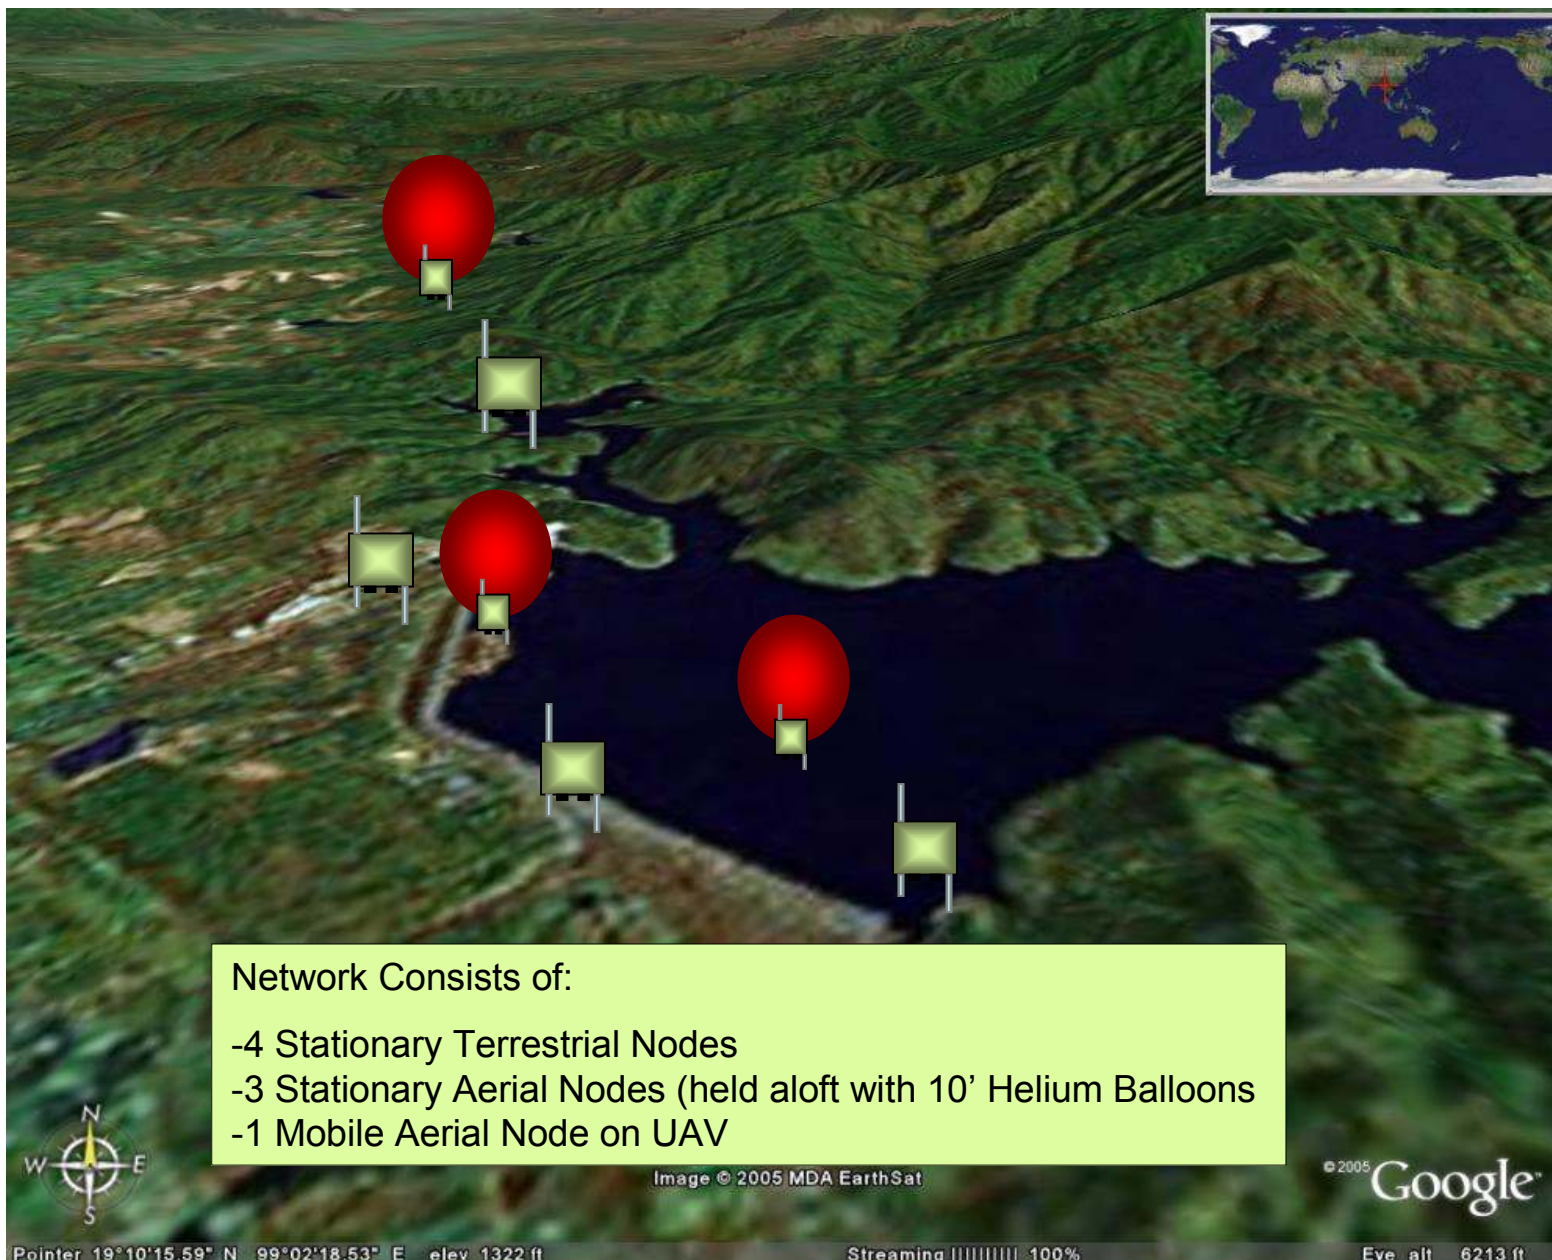 Network Consists of:
-4 Stationary Terrestrial Nodes
-3 Stationary Aerial Nodes (held aloft with 10’ Helium Balloons
-1 Mobile Aerial Node on UAV
N
W E
S
Image © 2005 MDA EarthSat
© 2005 Google™
Pointer 19°10'15.59" N 99°02'18.53" E elev 1322 ft Streaming |||||||||| 100% Eye alt 6213 ft